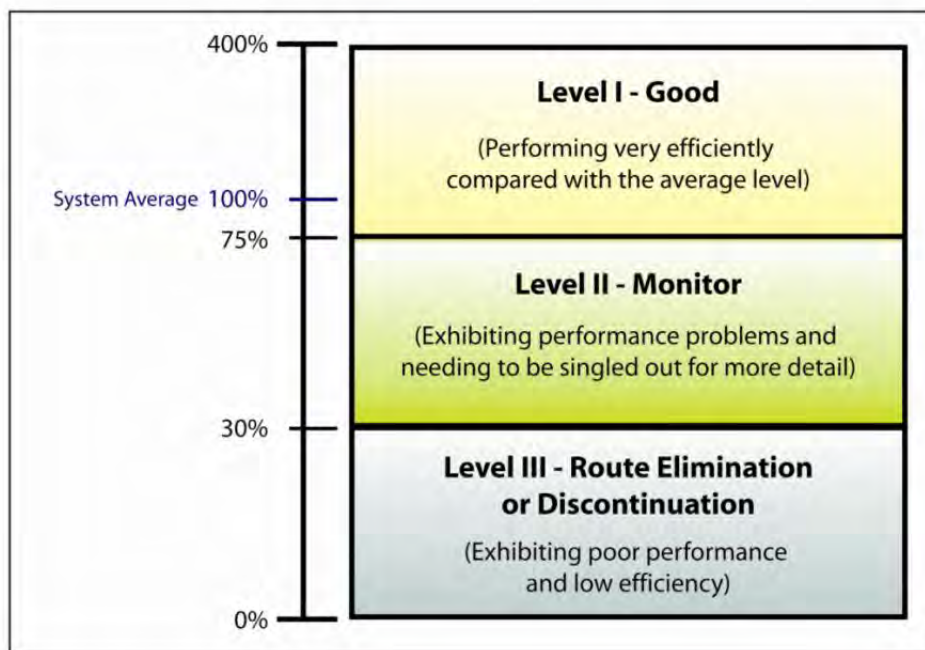 400%
Level I - Good
(Performing very efficiently
compared with the average level)
System Average 100%
75%
Level II - Monitor
(Exhibiting performance problems and
needing to be singled out for more detail)
30%
Level III - Route Elimination
or Discontinuation
(Exhibiting poor performance
and low efficiency)
0%